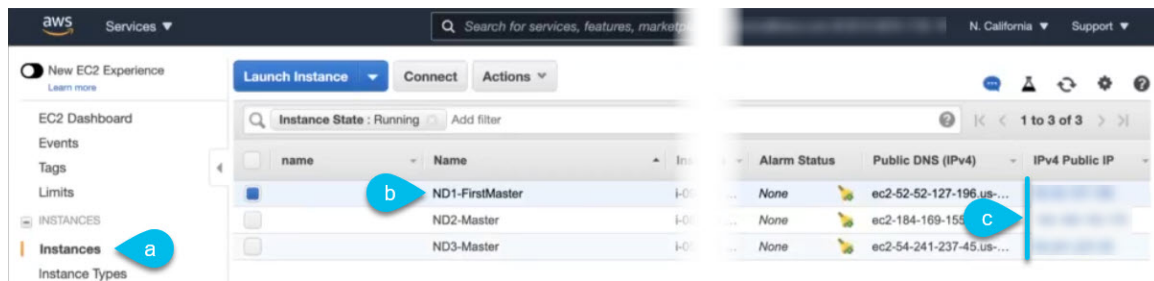 aws Services ▼ Search for services, features, marketpl N. California ▼ Support ▼
New EC2 Experience
Learn more
Launch Instance Connect Actions
EC2 Dashboard
Events
Tags
Limits
INSTANCES
Instances a
Instance Types
Instance State : Running Add filter 1 to 3 of 3
name Name Alarm Status Public DNS (IPv4) IPv4 Public IP
b ND1-FirstMaster None ec2-52-52-127-196.us-...
ND2-Master None ec2-184-169-155 c
ND3-Master None ec2-54-241-237-45.us-...